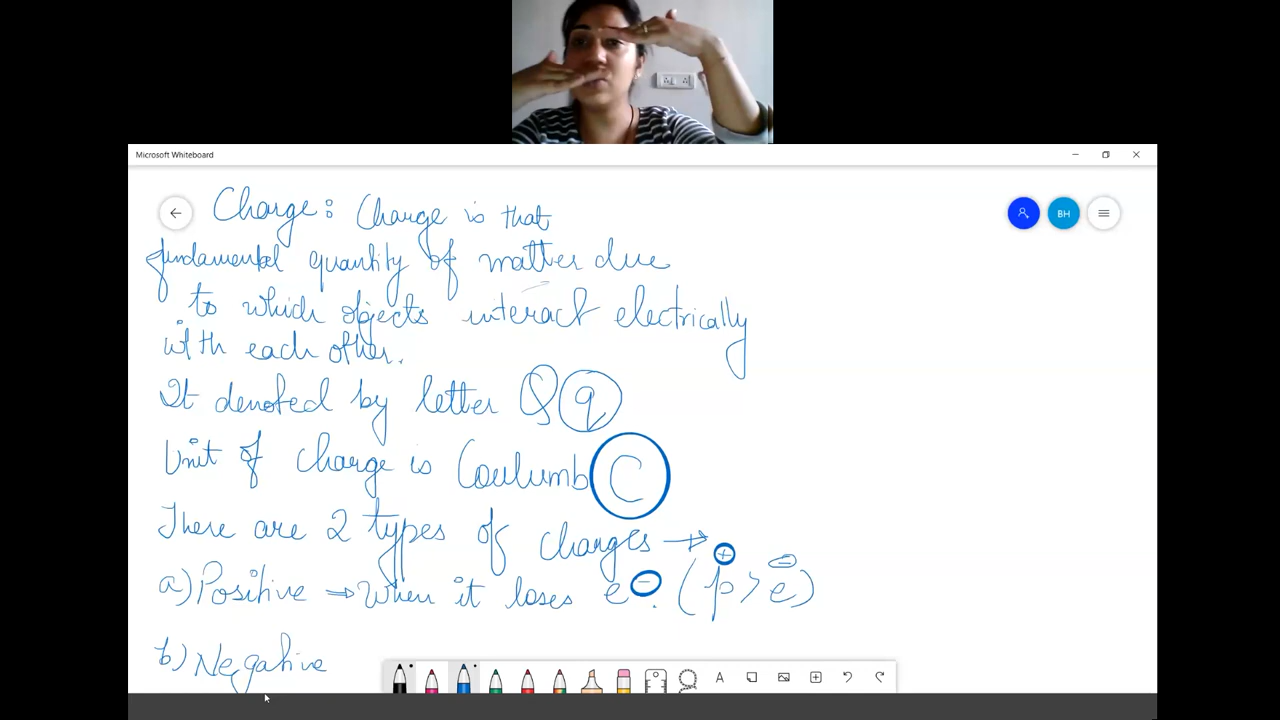 Microsoft Whiteboard
Charge: Charge is that
BH
fundamental quantity of matter due
to which objects interact electrically
with each other.
It denoted by letter Q q
Unit of charge is Coulumb C
There are 2 types of charges →
a) Positive → When it loses e⊖. (p⊕ > e⊖)
b) Negative
A